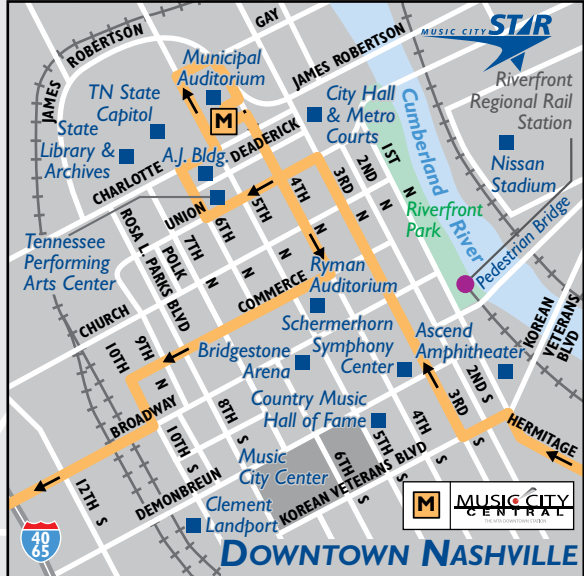 MUSIC CITY STAR
GAY
JAMES ROBERTSON
JAMES ROBERTSON
Municipal
Auditorium
TN State
Capitol
M
City Hall
& Metro
Courts
Riverfront
Regional Rail
Station
State
Library &
Archives
A.J. Bldg.
DEADERICK
CHARLOTTE
1ST N
2ND N
3RD N
4TH N
5TH N
6TH N
7TH N
Cumberland
River
Nissan
Stadium
UNION
Riverfront
Park
Tennessee
Performing
Arts Center
ROSA L. PARKS BLVD
POLK
Pedestrian Bridge
Ryman
Auditorium
COMMERCE
CHURCH
KOREAN
VETERANS BLVD
Schermerhorn
Symphony
Center
Ascend
Amphitheater
10TH
9TH N
Bridgestone
Arena
BROADWAY
Country Music
Hall of Fame
2ND S
3RD S
4TH S
5TH S
6TH S
8TH S
10TH S
12TH S
HERMITAGE
Music
City Center
DEMONBREUN
KOREAN VETERANS BLVD
Clement
Landport
M
MUSIC CITY
CENTRAL
THE MTA DOWNTOWN STATION
40
65
DOWNTOWN NASHVILLE